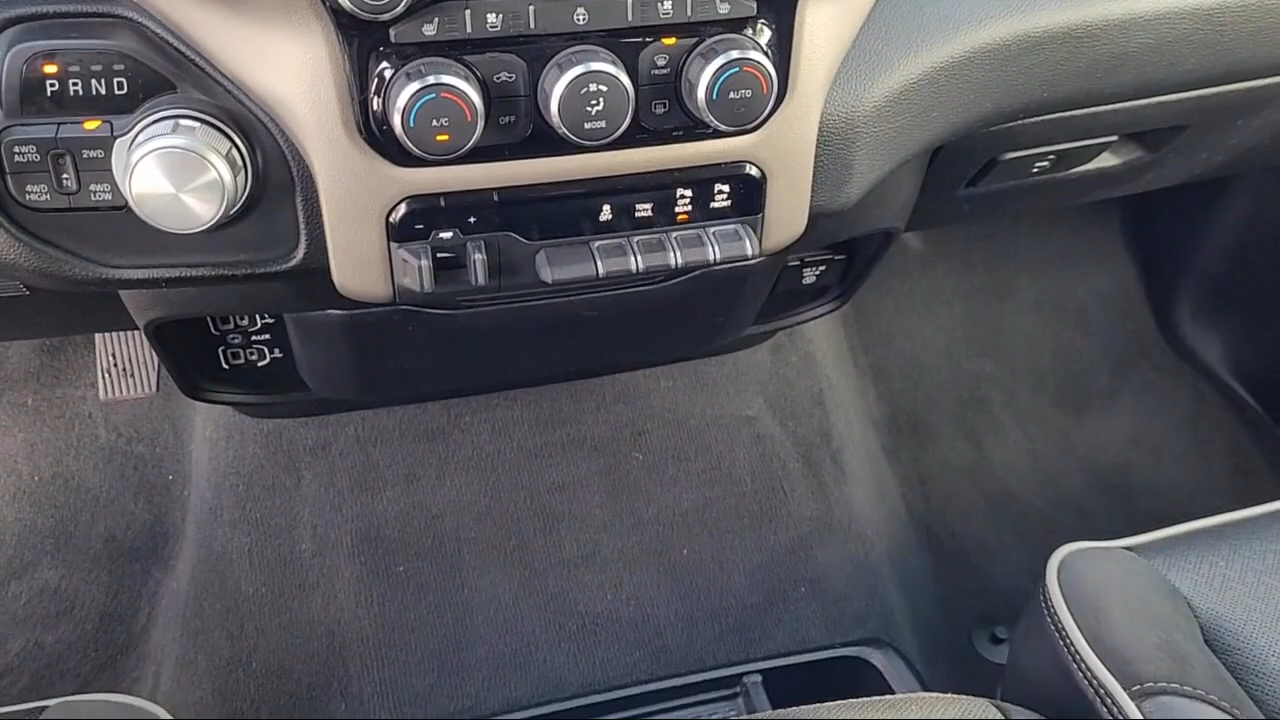 P R N D
4WD AUTO
2WD
N
4WD HIGH
4WD LOW
A/C
OFF
MODE
FRONT
AUTO
− +
OFF
TOW/ HAUL
OFF REAR
OFF FRONT
AUX